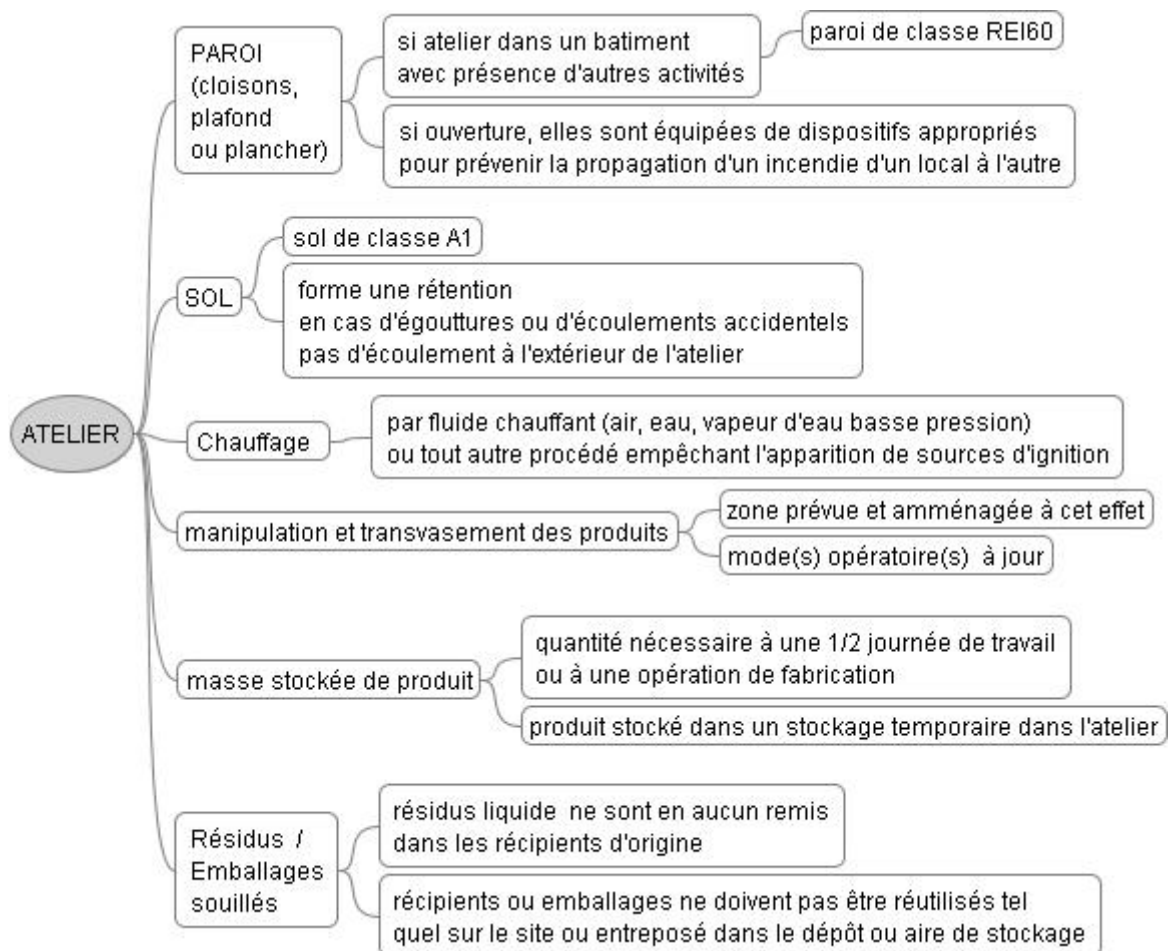 PAROI
(cloisons,
plafond
ou plancher)
si atelier dans un batiment
avec présence d'autres activités
paroi de classe REI60
si ouverture, elles sont équipées de dispositifs appropriés
pour prévenir la propagation d'un incendie d'un local à l'autre
SOL
sol de classe A1
forme une rétention
en cas d'égouttures ou d'écoulements accidentels
pas d'écoulement à l'extérieur de l'atelier
ATELIER
Chauffage
par fluide chauffant (air, eau, vapeur d'eau basse pression)
ou tout autre procédé empêchant l'apparition de sources d'ignition
manipulation et transvasement des produits
zone prévue et amménagée à cet effet
mode(s) opératoire(s) à jour
masse stockée de produit
quantité nécessaire à une 1/2 journée de travail
ou à une opération de fabrication
produit stocké dans un stockage temporaire dans l'atelier
Résidus /
Emballages
souillés
résidus liquide ne sont en aucun remis
dans les récipients d'origine
récipients ou emballages ne doivent pas être réutilisés tel
quel sur le site ou entreposé dans le dépôt ou aire de stockage